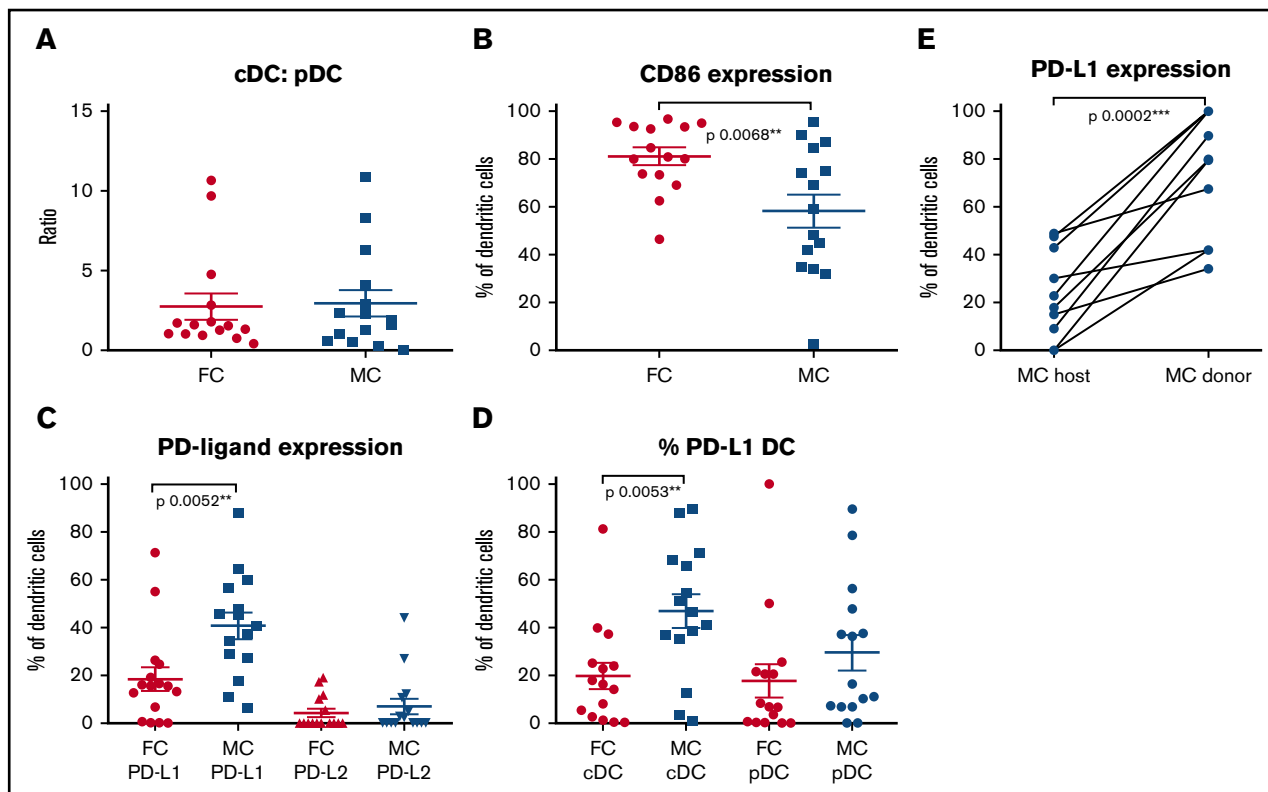 A
cDC: pDC
15
10
5
0
Ratio
FC
MC
B
CD86 expression
100
80
60
40
20
0
% of dendritic cells
p 0.0068**
FC
MC
E
PD-L1 expression
100
80
60
40
20
0
% of dendritic cells
p 0.0002***
MC host
MC donor
C
PD-ligand expression
100
80
60
40
20
0
% of dendritic cells
p 0.0052**
FC
PD-L1
MC
PD-L1
FC
PD-L2
MC
PD-L2
D
% PD-L1 DC
100
80
60
40
20
0
% of dendritic cells
p 0.0053**
FC
cDC
MC
cDC
FC
pDC
MC
pDC